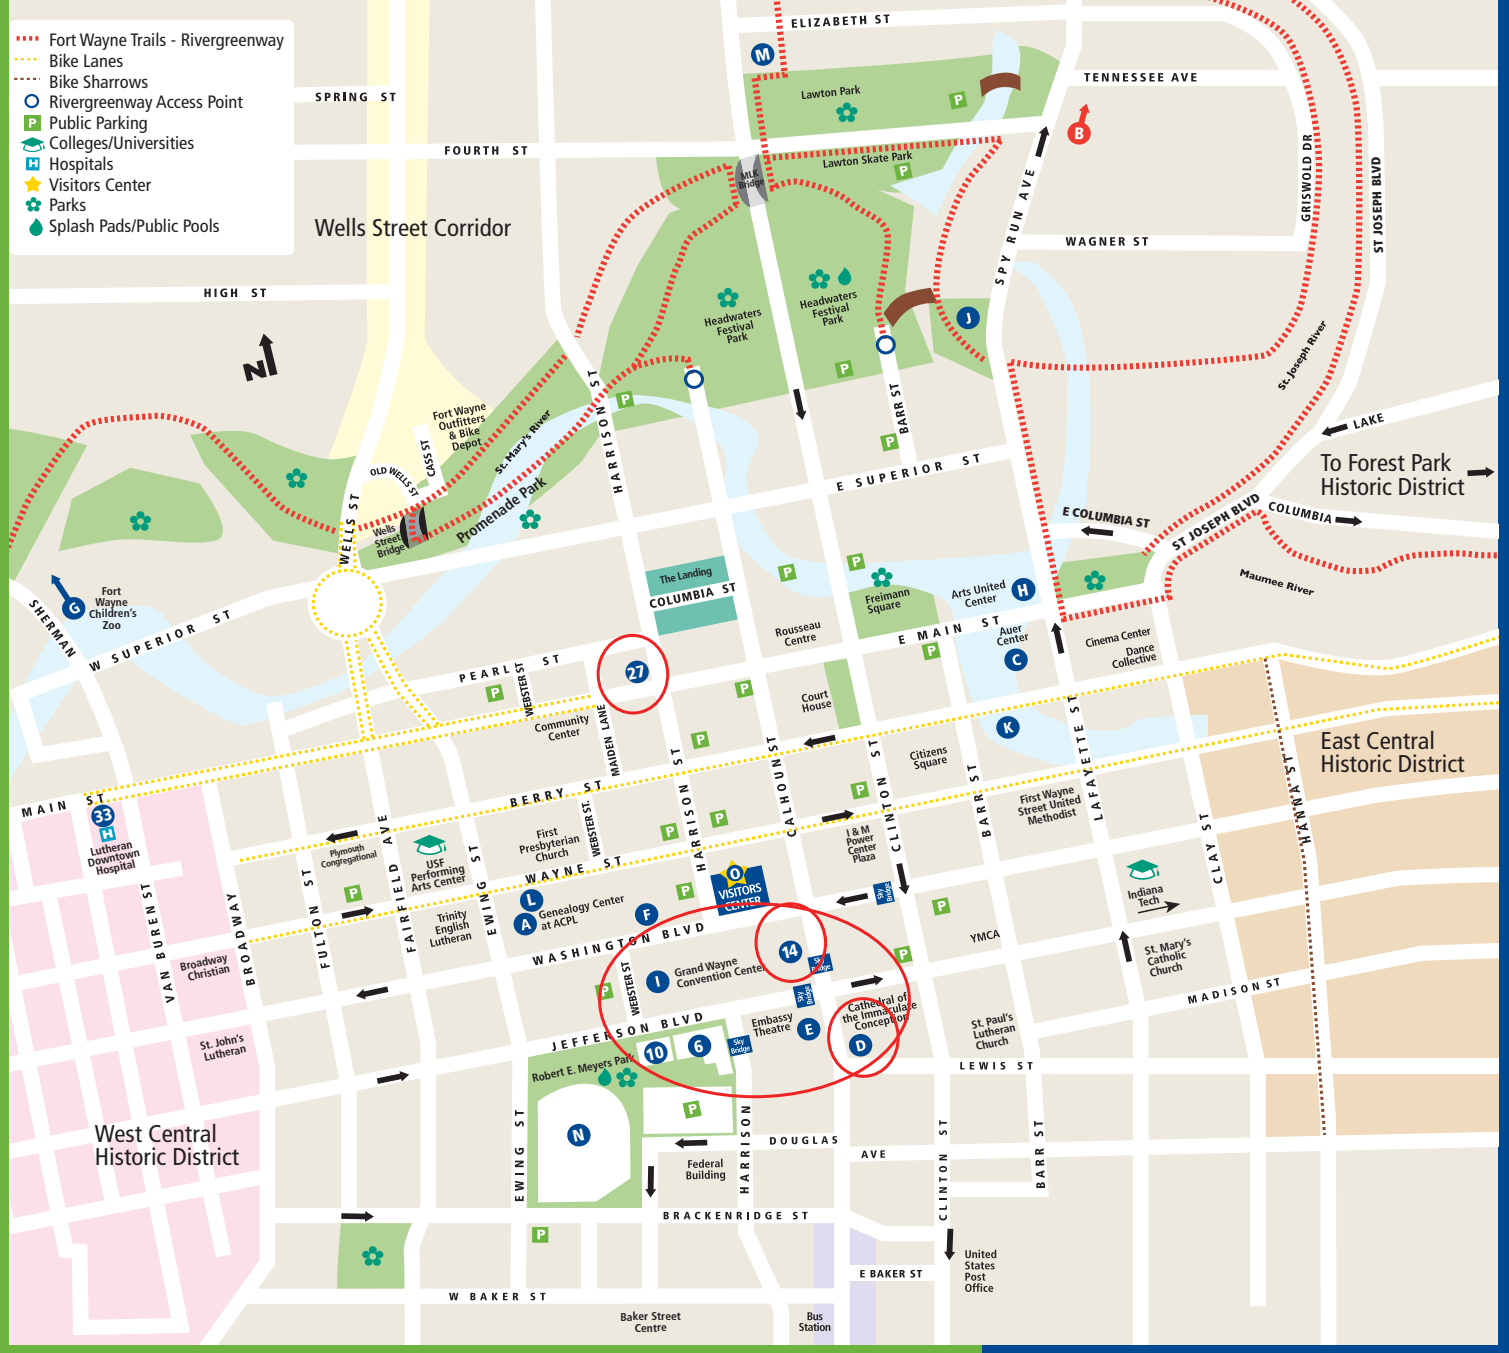 Fort Wayne Trails - Rivergreenway
Bike Lanes
Bike Sharrows
Rivergreenway Access Point
P Public Parking
Colleges/Universities
H Hospitals
Visitors Center
Parks
Splash Pads/Public Pools
ELIZABETH ST
M
SPRING ST
Lawton Park
P
TENNESSEE AVE
B
FOURTH ST
Lawton Skate Park
P
MLK
Bridge
SPY RUN AVE
GRISWOLD DR
ST JOSEPH BLVD
Wells Street Corridor
WAGNER ST
HIGH ST
Headwaters
Festival
Park
Headwaters
Festival
Park
J
N
St. Joseph River
P
HARRISON ST
P
BARR ST
P
Fort Wayne
Outfitters
& Bike
Depot
CASS ST
OLD WELLS ST
St. Mary's River
LAKE
To Forest Park
Historic District
E SUPERIOR ST
Promenade Park
WELLS ST
Wells
Street
Bridge
E COLUMBIA ST
ST JOSEPH BLVD
COLUMBIA
Maumee River
The Landing
COLUMBIA ST
P
P
Freimann
Square
Arts United
Center
H
G
Fort
Wayne
Children's
Zoo
SHERMAN
W SUPERIOR ST
Rousseau
Centre
E MAIN ST
P
Auer
Center
C
Cinema Center
Dance
Collective
PEARL ST
P
WEBSTER ST
27
P
Court
House
Community
Center
MAIDEN LANE
P
K
Citizens
Square
East Central
Historic District
MAIN ST
BERRY ST
33
H
Lutheran
Downtown
Hospital
HARRISON ST
CALHOUN ST
CLINTON ST
BARR ST
LAFAYETTE ST
CLAY ST
HANNA ST
P
First Wayne
Street United
Methodist
Plymouth
Congregational
FAIRFIELD AVE
USF
Performing
Arts Center
First
Presbyterian
Church
WEBSTER ST.
P
P
I & M
Power
Center
Plaza
WAYNE ST
EWING ST
FULTON ST
P
O
VISITORS
CENTER
P
Sky
Bridge
Indiana
Tech
VAN BUREN ST
BROADWAY
Trinity
English
Lutheran
L
A
Genealogy Center
at ACPL
F
P
WASHINGTON BLVD
YMCA
14
Sky
Bridge
P
St. Mary's
Catholic
Church
Broadway
Christian
WEBSTER ST
P
I
Grand Wayne
Convention Center
Sky
Bridge
Cathedral of
the Immaculate
Conception
MADISON ST
St. John's
Lutheran
JEFFERSON BLVD
Embassy
Theatre
E
D
St. Paul's
Lutheran
Church
10
6
Sky
Bridge
Robert E. Meyers Park
LEWIS ST
P
West Central
Historic District
N
EWING ST
HARRISON
DOUGLAS
AVE
CLINTON ST
BARR ST
Federal
Building
BRACKENRIDGE ST
P
United
States
Post
Office
E BAKER ST
W BAKER ST
Baker Street
Centre
Bus
Station